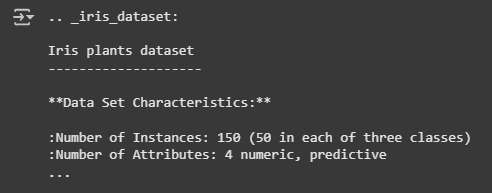 .. _iris_dataset:
Iris plants dataset
--------------------
**Data Set Characteristics:**
:Number of Instances: 150 (50 in each of three classes)
:Number of Attributes: 4 numeric, predictive
...